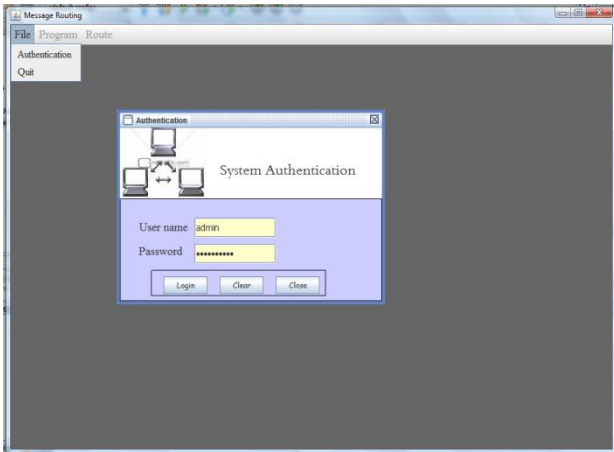 Message Routing
File Program Route
Authentication
Quit
Authentication
System Authentication
User name admin
Password ••••••••••
Login Clear Close